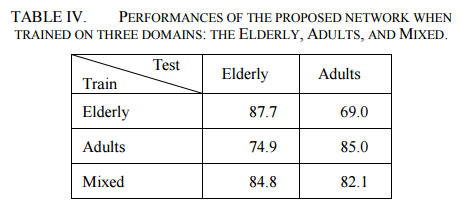 TABLE IV. PERFORMANCES OF THE PROPOSED NETWORK WHEN
TRAINED ON THREE DOMAINS: THE ELDERLY, ADULTS, AND MIXED.
Test
Train
Elderly
Adults
Elderly 87.7 69.0
Adults 74.9 85.0
Mixed 84.8 82.1